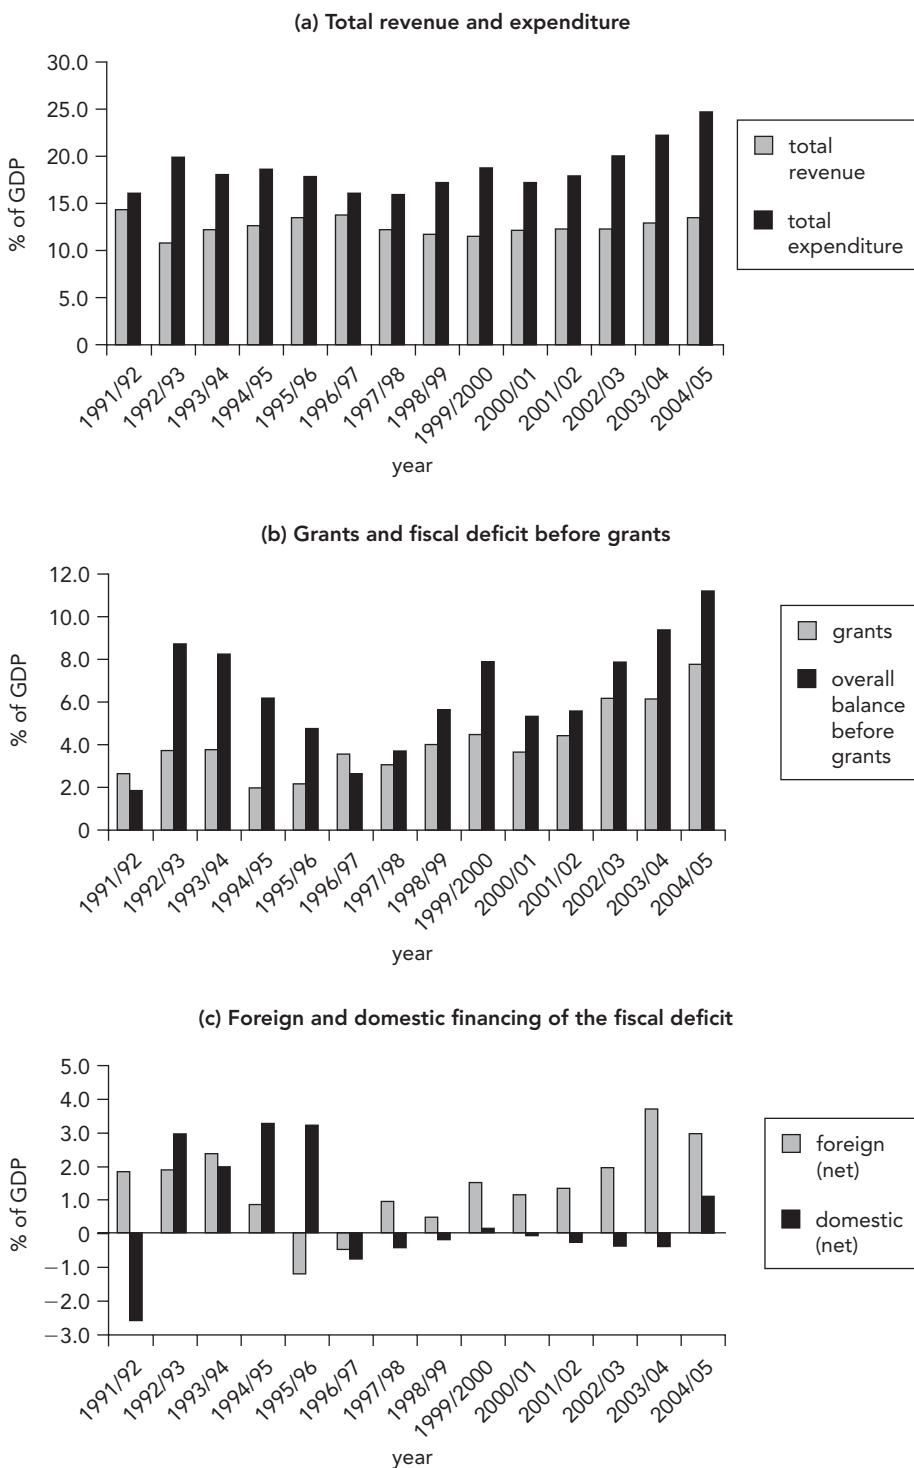 (a) Total revenue and expenditure
30.0
25.0
20.0
15.0
10.0
5.0
0
% of GDP
1991/92
1992/93
1993/94
1994/95
1995/96
1996/97
1997/98
1998/99
1999/2000
2000/01
2001/02
2002/03
2003/04
2004/05
year
total
revenue
total
expenditure
(b) Grants and fiscal deficit before grants
12.0
10.0
8.0
6.0
4.0
2.0
0
% of GDP
1991/92
1992/93
1993/94
1994/95
1995/96
1996/97
1997/98
1998/99
1999/2000
2000/01
2001/02
2002/03
2003/04
2004/05
year
grants
overall
balance
before
grants
(c) Foreign and domestic financing of the fiscal deficit
5.0
4.0
3.0
2.0
1.0
0
−1.0
−2.0
−3.0
% of GDP
1991/92
1992/93
1993/94
1994/95
1995/96
1996/97
1997/98
1998/99
1999/2000
2000/01
2001/02
2002/03
2003/04
2004/05
year
foreign
(net)
domestic
(net)